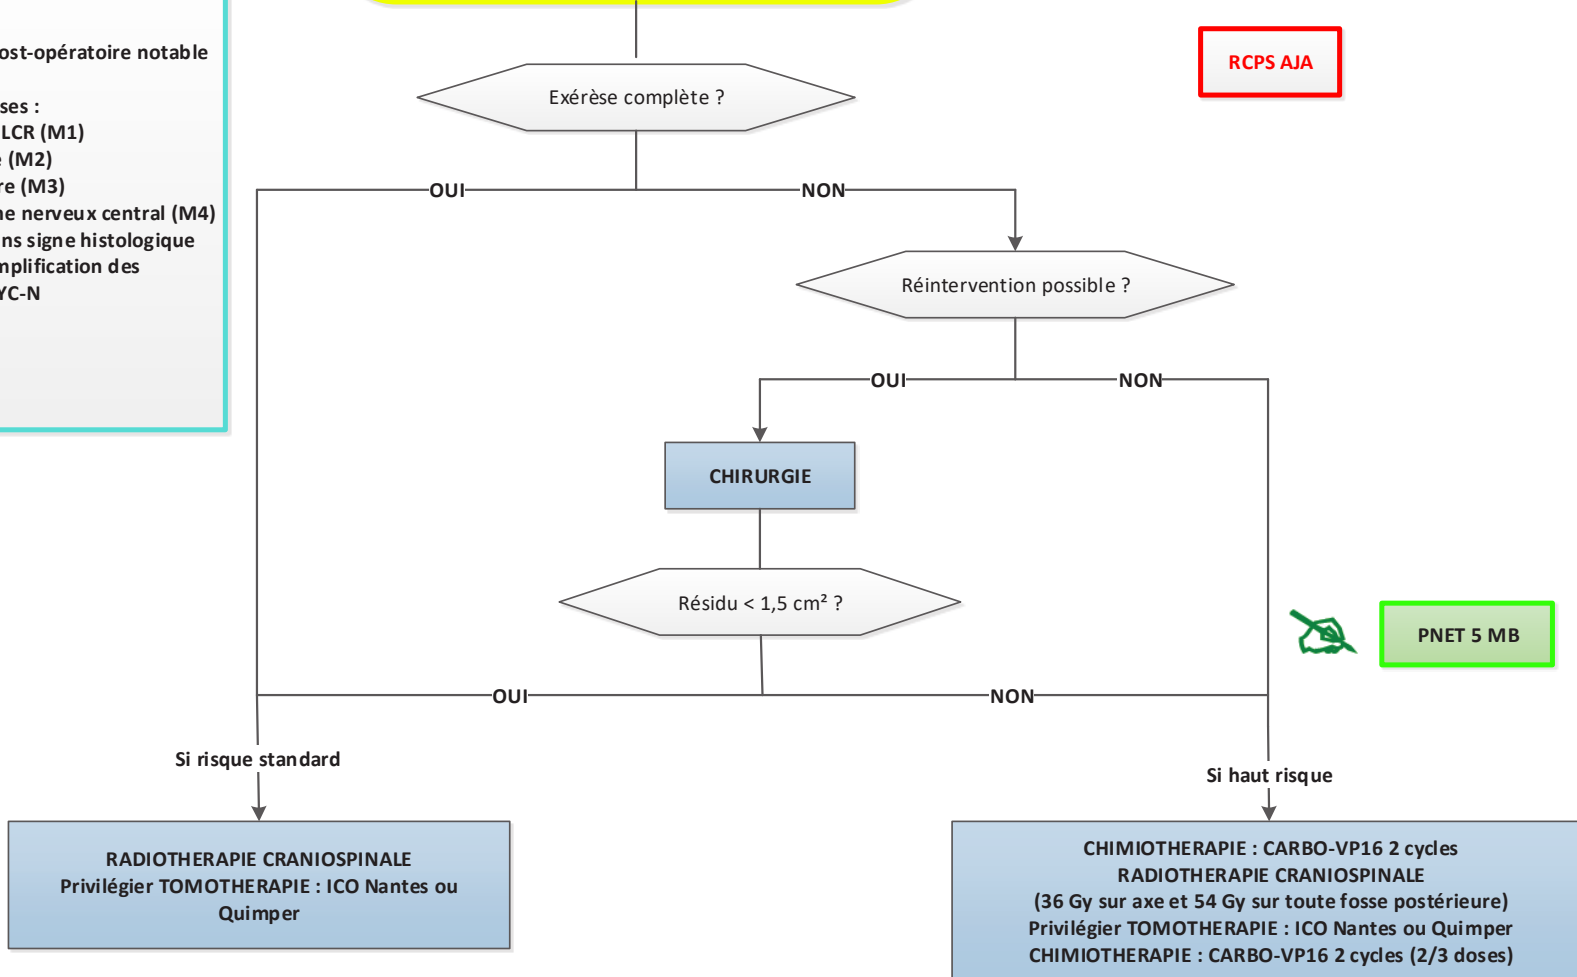 ost-opératoire notable
ses :
LCR (M1)
e (M2)
re (M3)
ne nerveux central (M4)
ns signe histologique
mplification des
YC-N
RCPS AJA
Exérèse complète ?
OUI
NON
Réintervention possible ?
OUI
NON
CHIRURGIE
Résidu < 1,5 cm² ?
PNET 5 MB
OUI
NON
Si risque standard
Si haut risque
RADIOTHERAPIE CRANIOSPINALE
Privilégier TOMOTHERAPIE : ICO Nantes ou
Quimper
CHIMIOTHERAPIE : CARBO-VP16 2 cycles
RADIOTHERAPIE CRANIOSPINALE
(36 Gy sur axe et 54 Gy sur toute fosse postérieure)
Privilégier TOMOTHERAPIE : ICO Nantes ou Quimper
CHIMIOTHERAPIE : CARBO-VP16 2 cycles (2/3 doses)